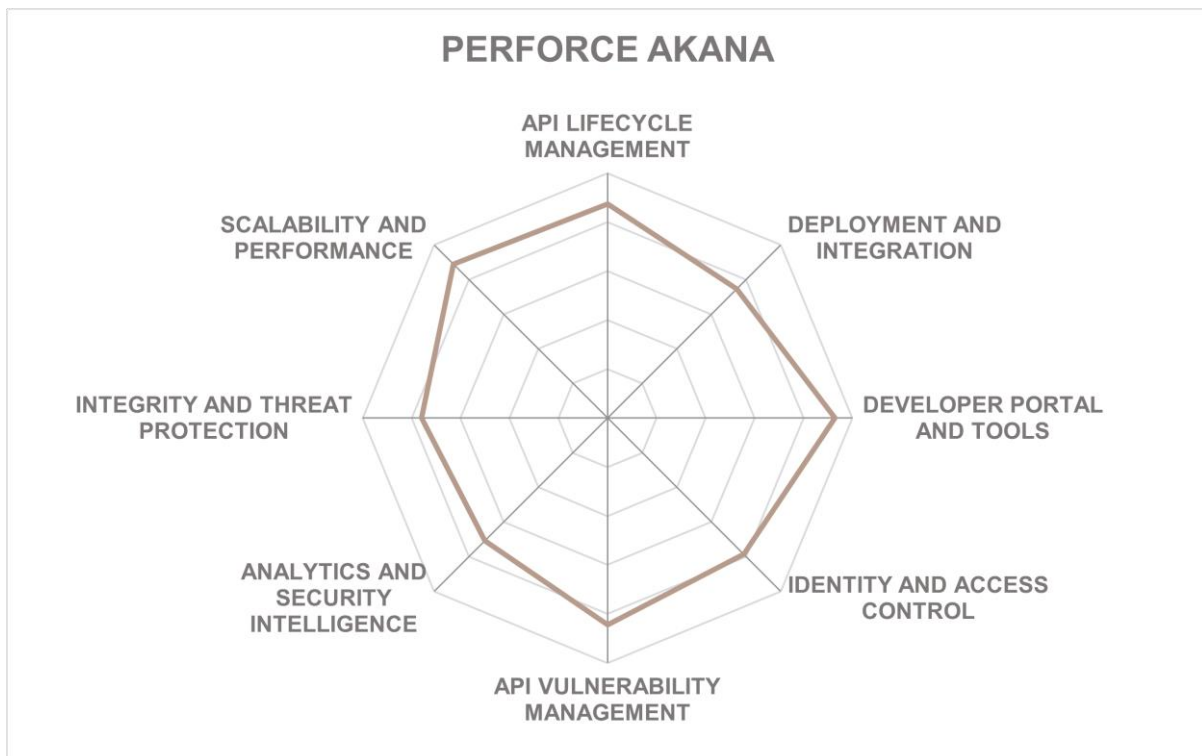 PERFORCE AKANA
API LIFECYCLE
MANAGEMENT
DEPLOYMENT AND
INTEGRATION
DEVELOPER PORTAL
AND TOOLS
IDENTITY AND ACCESS
CONTROL
API VULNERABILITY
MANAGEMENT
ANALYTICS AND
SECURITY
INTELLIGENCE
INTEGRITY AND THREAT
PROTECTION
SCALABILITY AND
PERFORMANCE